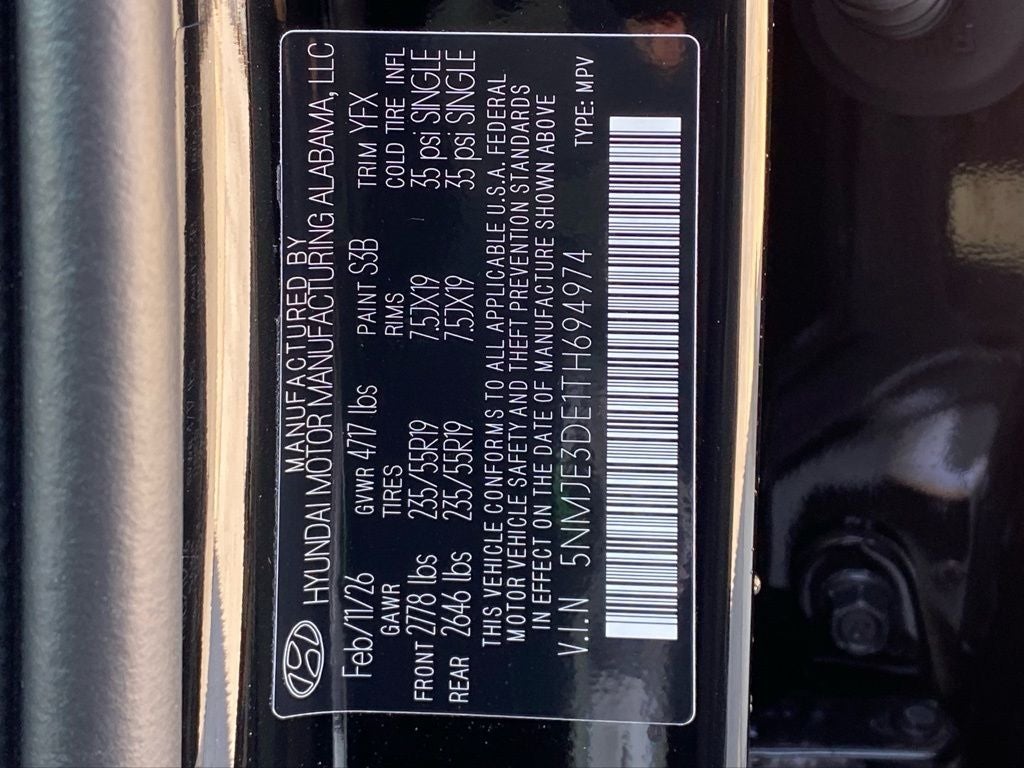 MANUFACTURED BY
HYUNDAI MOTOR MANUFACTURING ALABAMA, LLC
Feb/11/26 GVWR 4717 lbs PAINT S3B TRIM YFX
GAWR TIRES RIMS COLD TIRE INFL
FRONT 2778 lbs 235/55R19 7.5JX19 35 psi SINGLE
REAR 2646 lbs 235/55R19 7.5JX19 35 psi SINGLE
THIS VEHICLE CONFORMS TO ALL APPLICABLE U.S.A. FEDERAL
MOTOR VEHICLE SAFETY AND THEFT PREVENTION STANDARDS
IN EFFECT ON THE DATE OF MANUFACTURE SHOWN ABOVE
V.I.N 5NMJE3DE1TH694974 TYPE: MPV